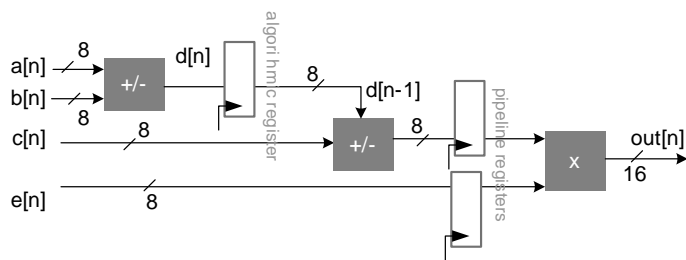 a[n]
8
b[n]
8
+/-
d[n]
algori hmic
register
8
d[n-1]
c[n]
8
+/-
8
pipeline registers
x
out[n]
16
e[n]
8